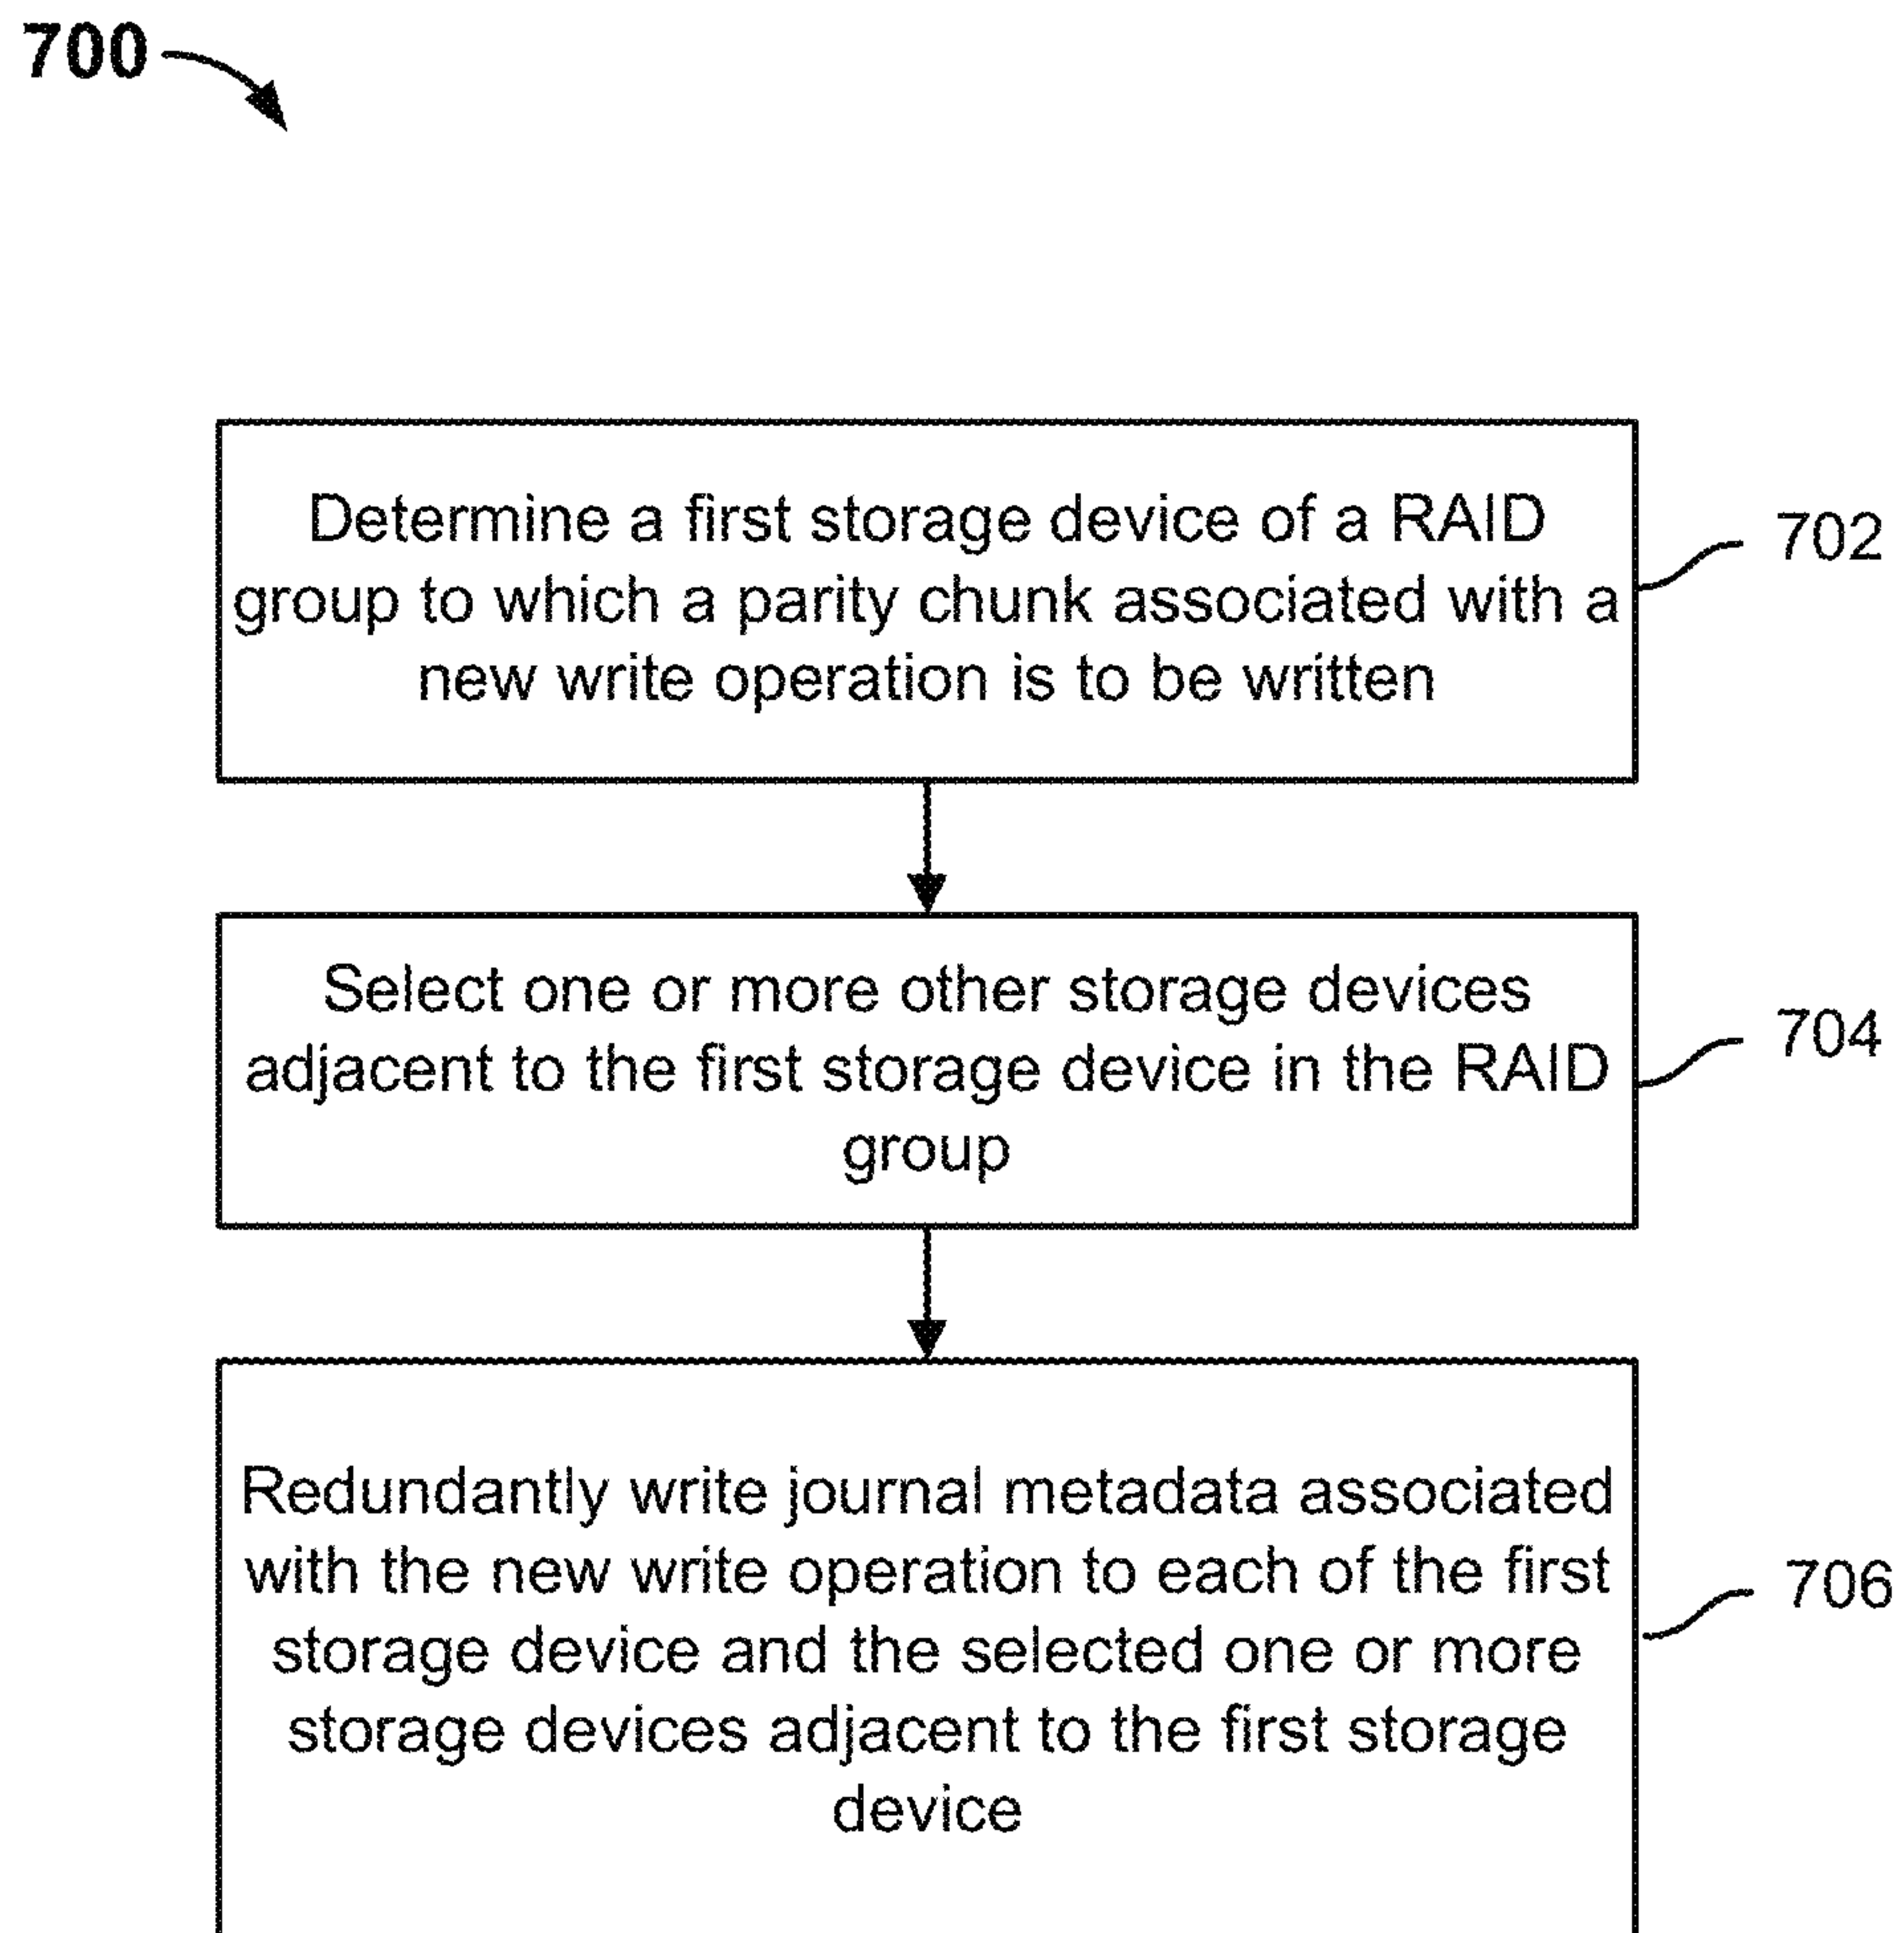 700
Determine a first storage device of a RAID
group to which a parity chunk associated with a
new write operation is to be written
702
Select one or more other storage devices
adjacent to the first storage device in the RAID
group
704
Redundantly write journal metadata associated
with the new write operation to each of the first
storage device and the selected one or more
storage devices adjacent to the first storage
device
706